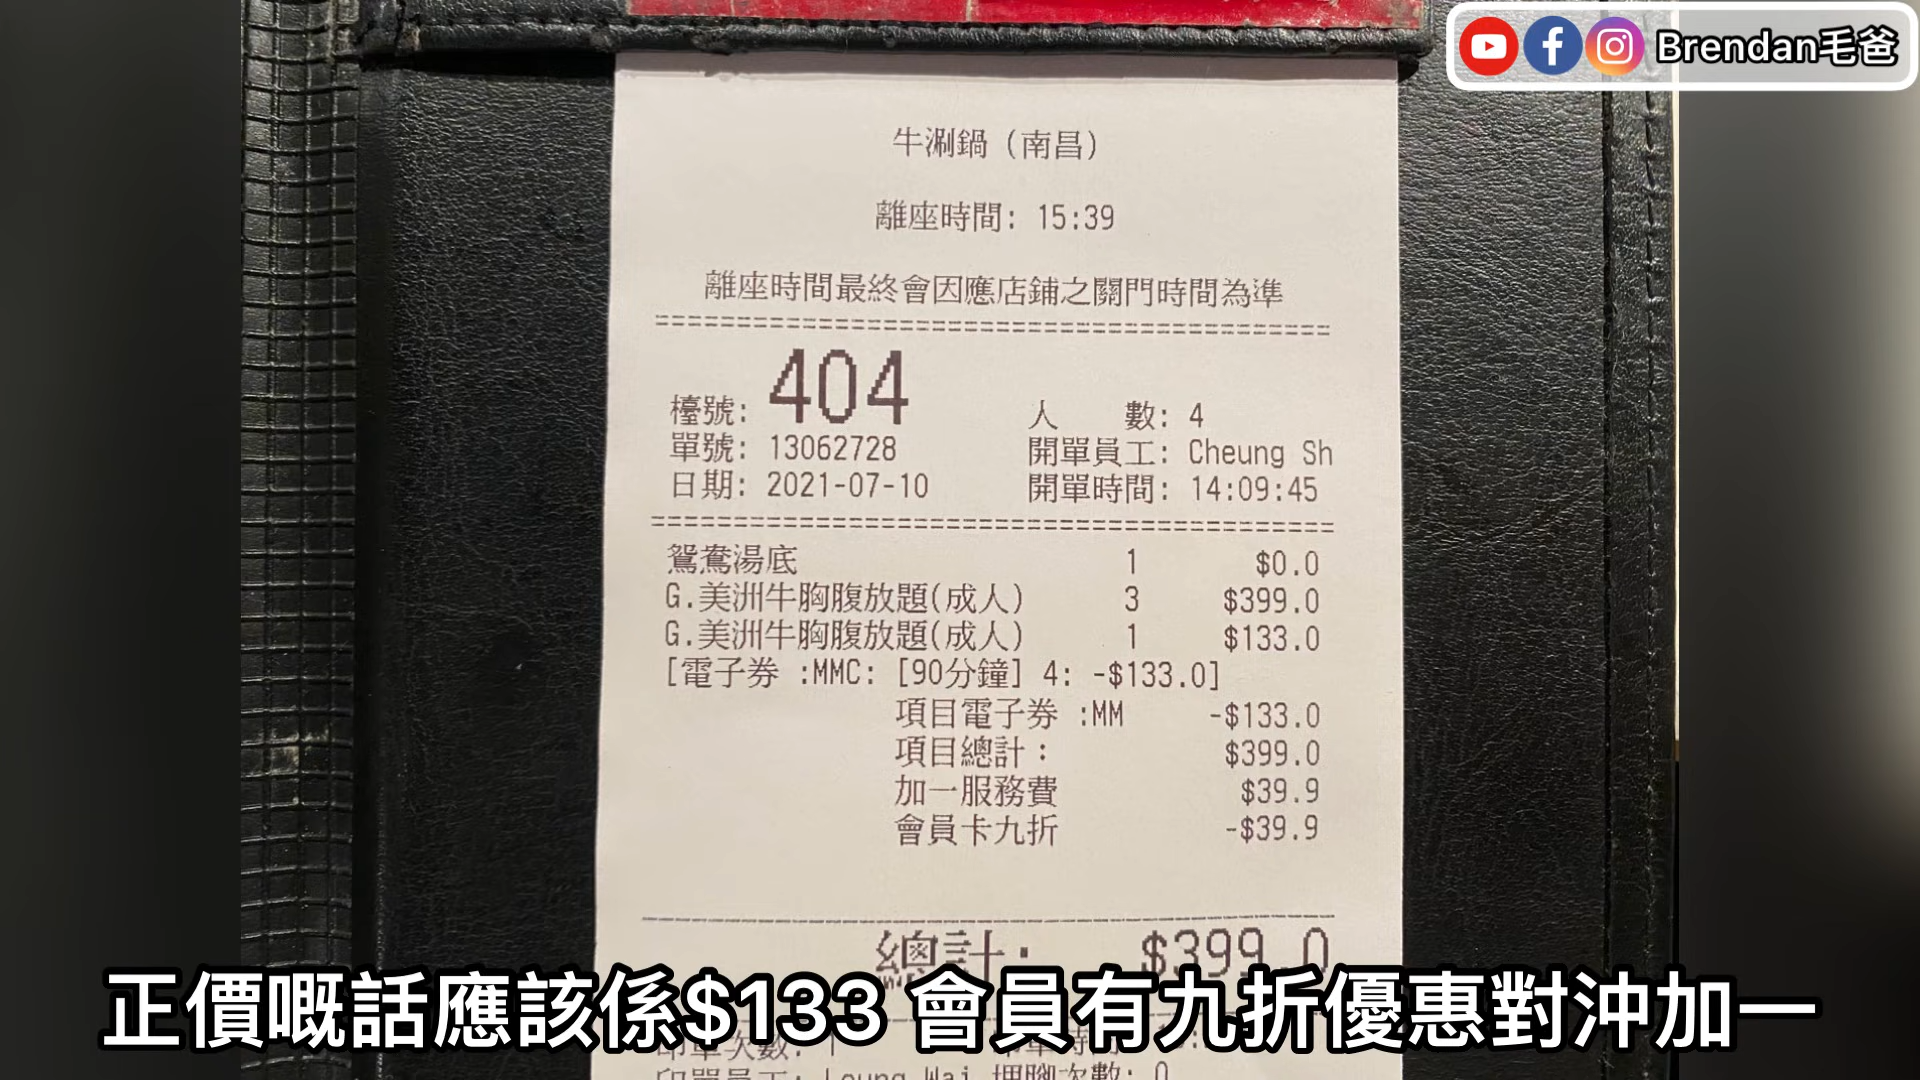 Brendan毛爸
牛涮鍋（南昌）
離座時間: 15:39
離座時間最終會因應店鋪之關門時間為準
檯號: 404 人 數: 4
單號: 13062728 開單員工: Cheung Sh
日期: 2021-07-10 開單時間: 14:09:45
鴛鴦湯底 1 $0.0
G.美洲牛胸腹放題(成人) 3 $399.0
G.美洲牛胸腹放題(成人) 1 $133.0
[電子券 :MMC: [90分鐘] 4: -$133.0]
項目電子券 :MM -$133.0
項目總計： $399.0
加一服務費 $39.9
會員卡九折 -$39.9
總計: $399.0
正價嘅話應該係$133 會員有九折優惠對沖加一